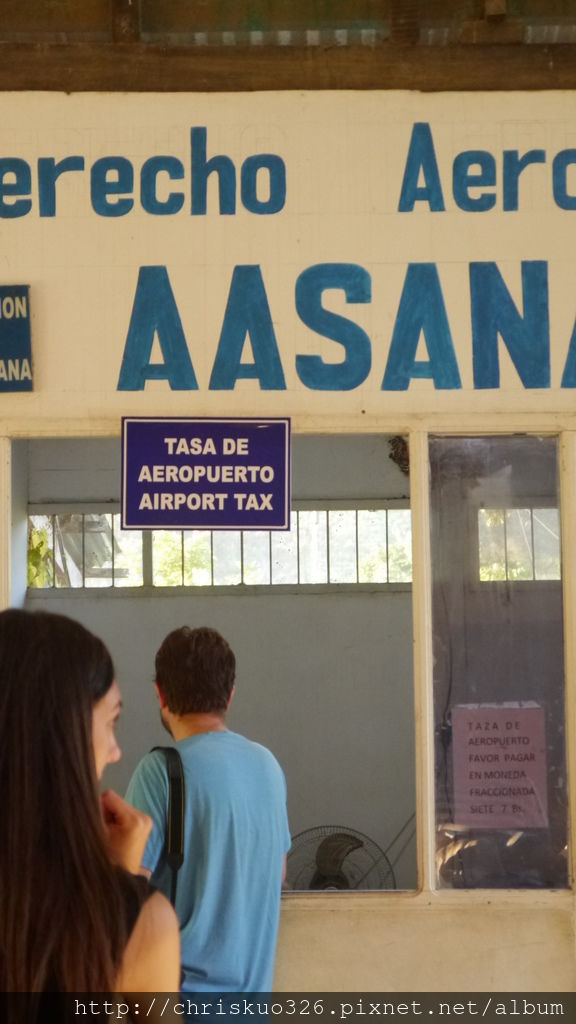 erecho Aero
AASANA
ION
ANA
TASA DE
AEROPUERTO
AIRPORT TAX
TAZA DE
AEROPUERTO
FAVOR PAGAR
EN MONEDA
FRACCIONADA
SIETE 7 Bs.
http://chriskuo326.pixnet.net/album